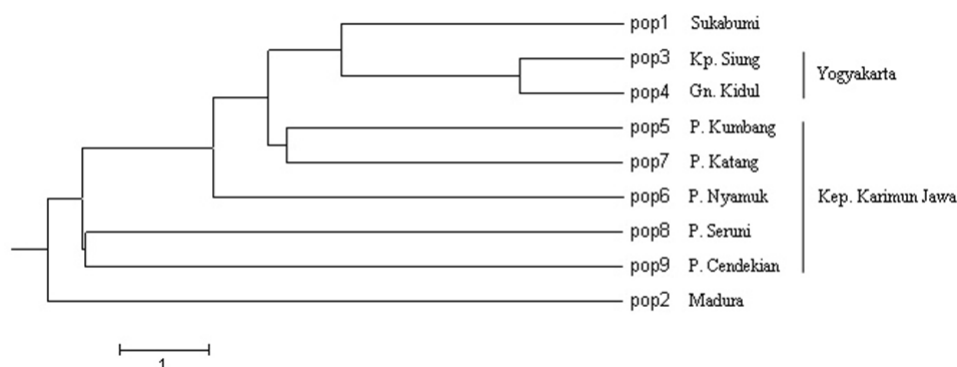 pop1 Sukabumi
pop3 Kp. Siung
pop4 Gn. Kidul
Yogyakarta
pop5 P. Kumbang
pop7 P. Katang
pop6 P. Nyamuk
pop8 P. Seruni
pop9 P. Cendekian
Kep. Karimun Jawa
pop2 Madura
1